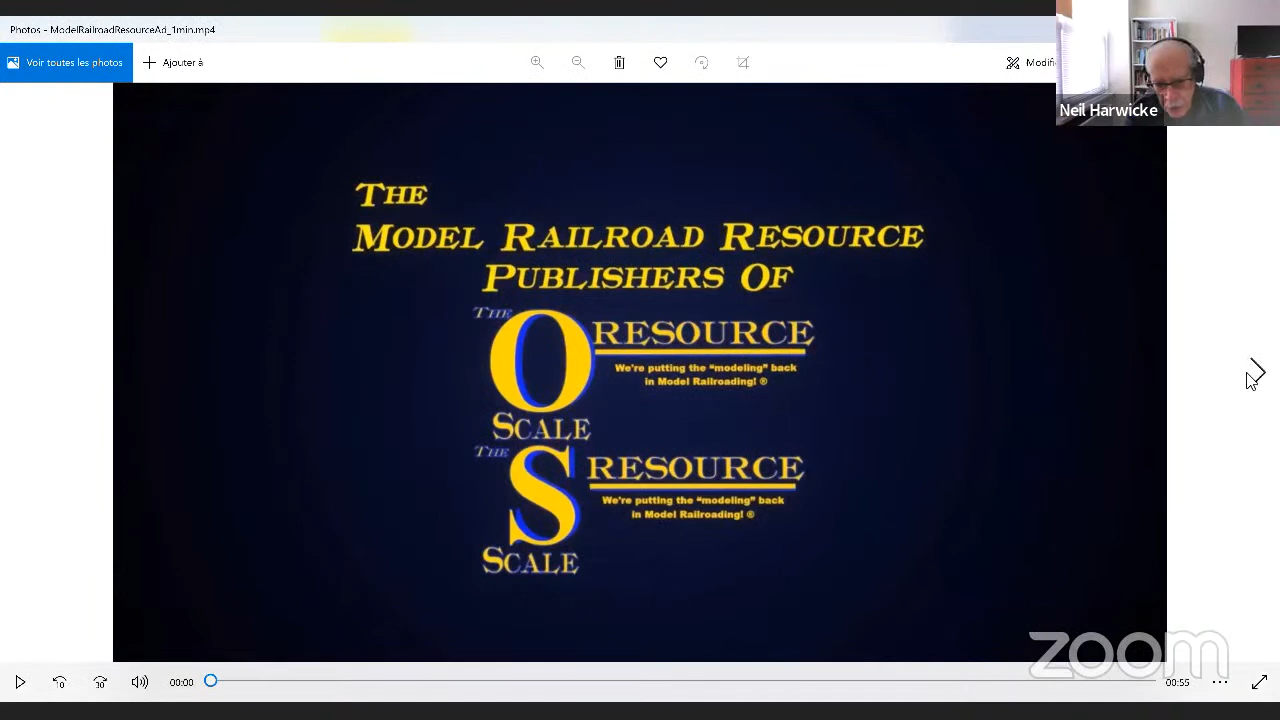 Photos - ModelRailroadResourceAd_1min.mp4
Voir toutes les photos
Ajouter
Modifi
Neil Harwicke
THE
MODEL RAILROAD RESOURCE
PUBLISHERS OF
THE
O RESOURCE
We're putting the "modeling" back
in Model Railroading! ®
SCALE
THE
S RESOURCE
We're putting the "modeling" back
in Model Railroading! ®
SCALE
zoom
10
30
00:00
00:55